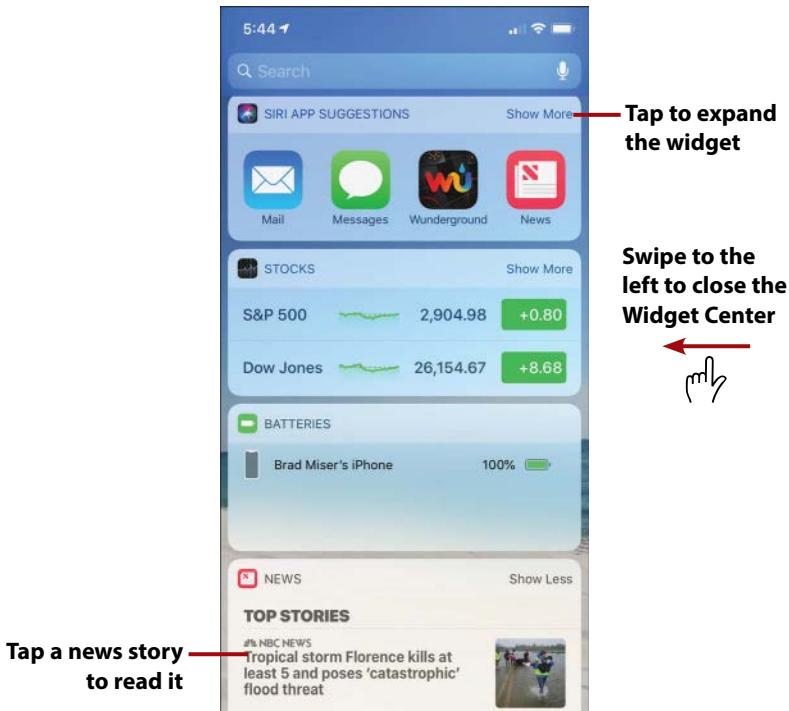 5:44
Search
SIRI APP SUGGESTIONS
Show More
Tap to expand
the widget
Mail
Messages
Wunderground
News
STOCKS
Show More
S&P 500
2,904.98
+0.80
Dow Jones
26,154.67
+8.68
Swipe to the
left to close the
Widget Center
BATTERIES
Brad Miser's iPhone
100%
NEWS
Show Less
TOP STORIES
NBC NEWS
Tropical storm Florence kills at
least 5 and poses ‘catastrophic’
flood threat
Tap a news story
to read it